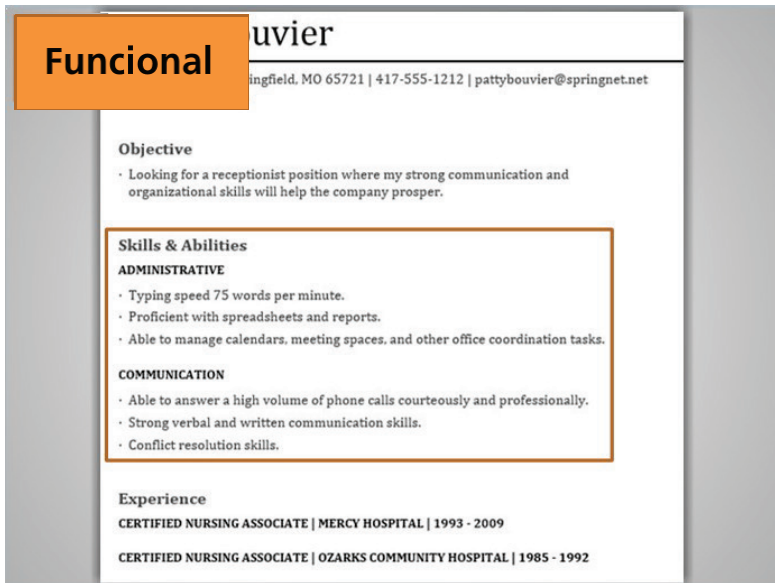 Funcional
ouvier
ingfield, MO 65721 | 417-555-1212 | pattybouvier@springnet.net
Objective
· Looking for a receptionist position where my strong communication and
organizational skills will help the company prosper.
Skills & Abilities
ADMINISTRATIVE
· Typing speed 75 words per minute.
· Proficient with spreadsheets and reports.
· Able to manage calendars, meeting spaces, and other office coordination tasks.
COMMUNICATION
· Able to answer a high volume of phone calls courteously and professionally.
· Strong verbal and written communication skills.
· Conflict resolution skills.
Experience
CERTIFIED NURSING ASSOCIATE | MERCY HOSPITAL | 1993 - 2009
CERTIFIED NURSING ASSOCIATE | OZARKS COMMUNITY HOSPITAL | 1985 - 1992